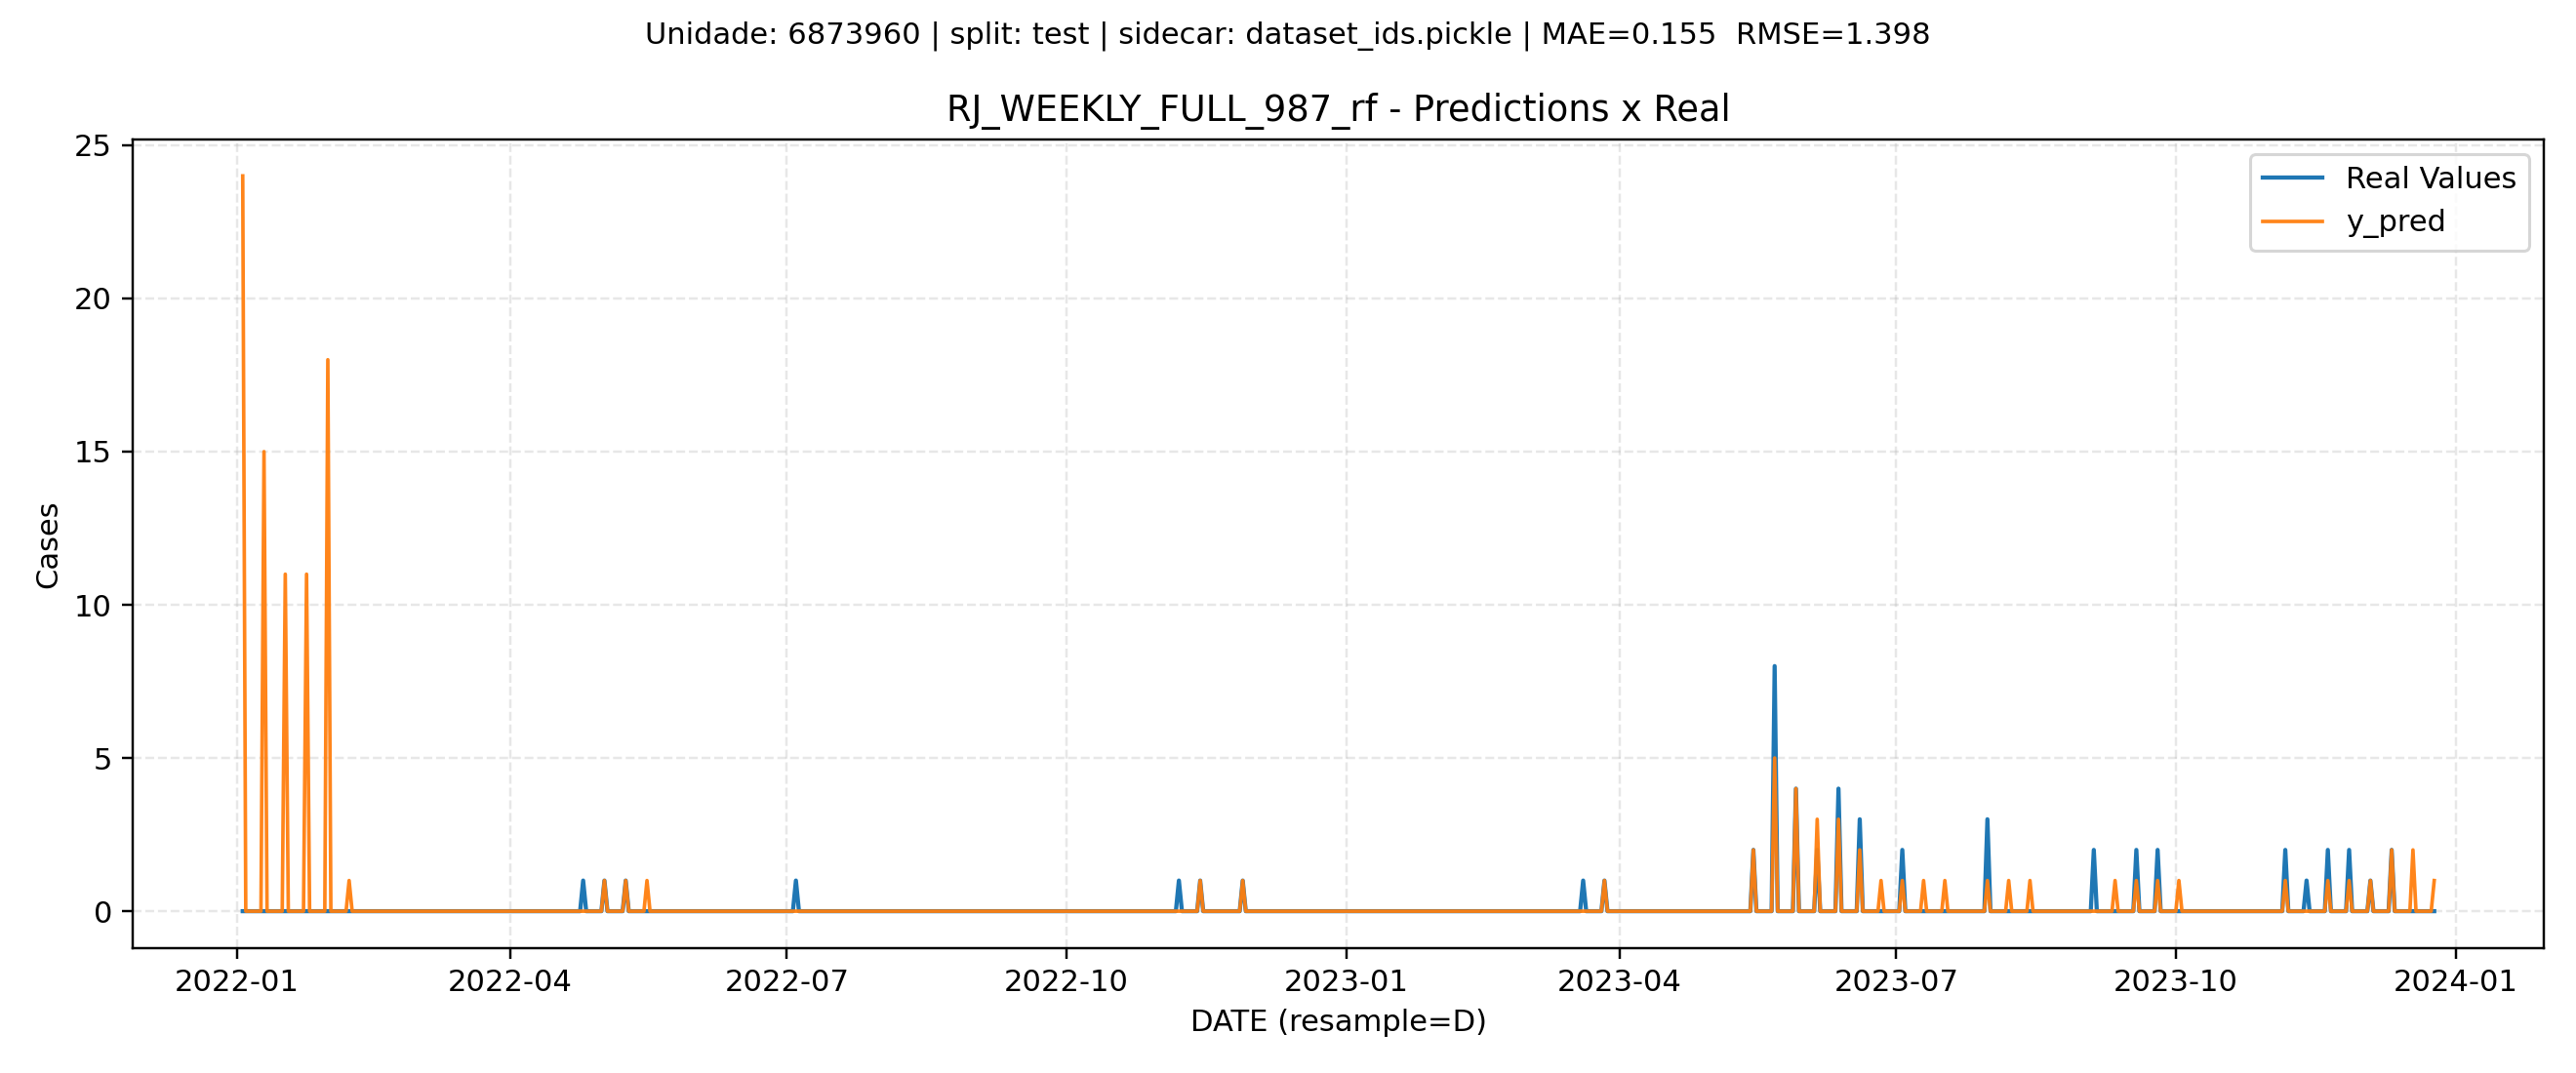 Unidade: 6873960 | split: test | sidecar: dataset_ids.pickle | MAE=0.155  RMSE=1.398
RJ_WEEKLY_FULL_987_rf - Predictions x Real
25
20
15
10
5
0
Cases
Real Values
y_pred
2022-01
2022-04
2022-07
2022-10
2023-01
2023-04
2023-07
2023-10
2024-01
DATE (resample=D)